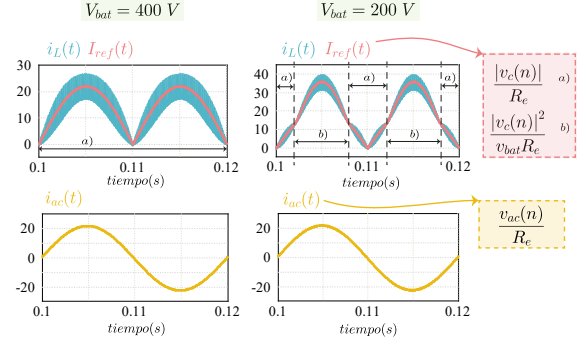 V_bat = 400 V
V_bat = 200 V
i_L(t) I_ref(t)
30
20
10
0
a)
0.1
0.11
0.12
tiempo(s)
i_L(t) I_ref(t)
40
30
20
10
0
a)
a)
a)
b)
b)
0.1
0.11
0.12
tiempo(s)
|v_c(n)|
R_e
a)
|v_c(n)|^2
v_bat R_e
b)
i_ac(t)
20
0
-20
0.1
0.11
0.12
tiempo(s)
i_ac(t)
20
0
-20
0.1
0.11
0.12
tiempo(s)
v_ac(n)
R_e